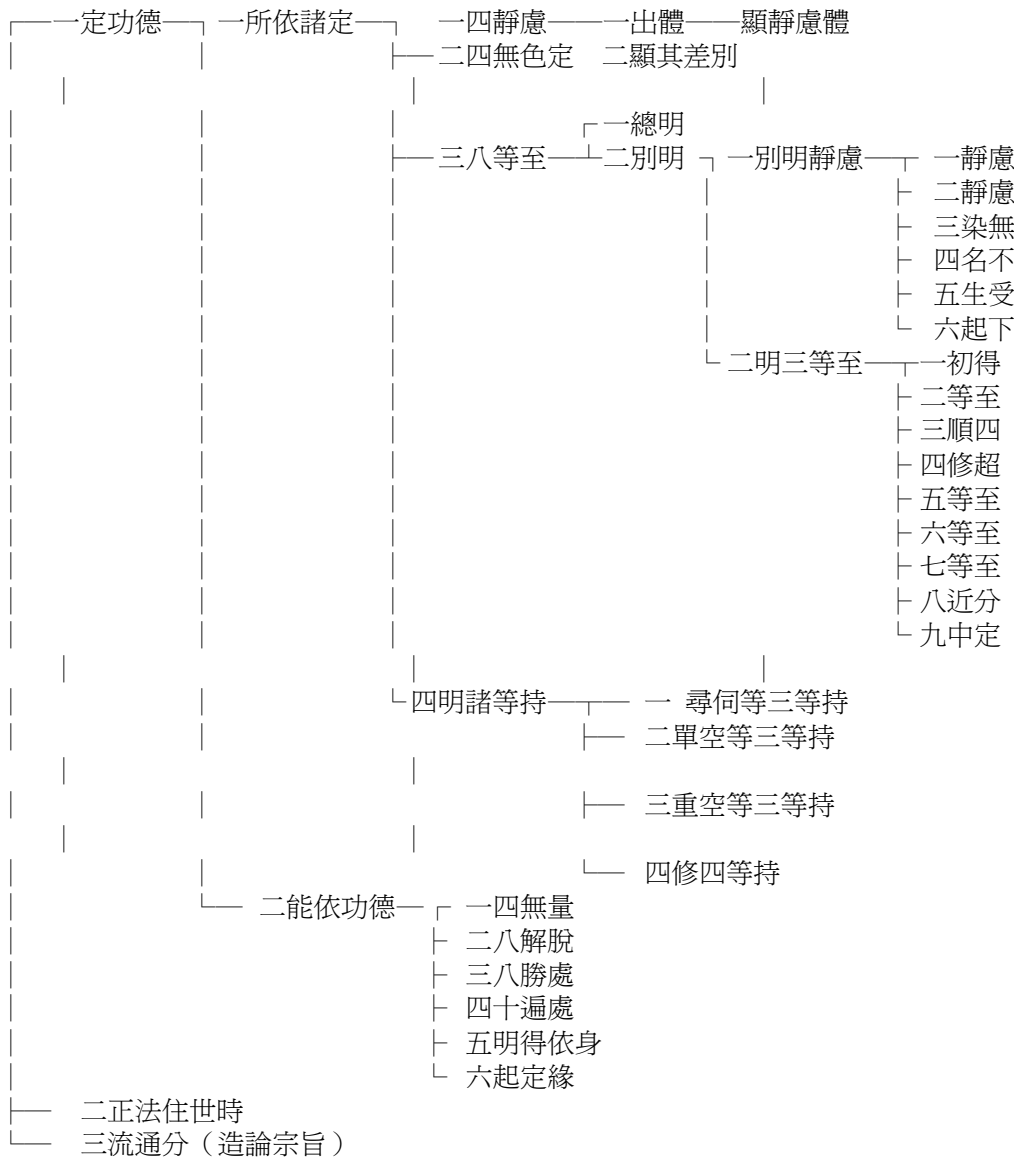 一定功德 一所依諸定 一四靜慮 一出體 顯靜慮體
二四無色定 二顯其差別
一總明
三八等至 二別明 一別明靜慮 一靜慮
二靜慮
三染無
四名不
五生受
六起下
二明三等至 一初得
二等至
三順四
四修超
五等至
六等至
七等至
八近分
九中定
四明諸等持 一 尋伺等三等持
二單空等三等持
三重空等三等持
四修四等持
二能依功德 一四無量
二八解脫
三八勝處
四十遍處
五明得依身
六起定緣
二正法住世時
三流通分（造論宗旨）